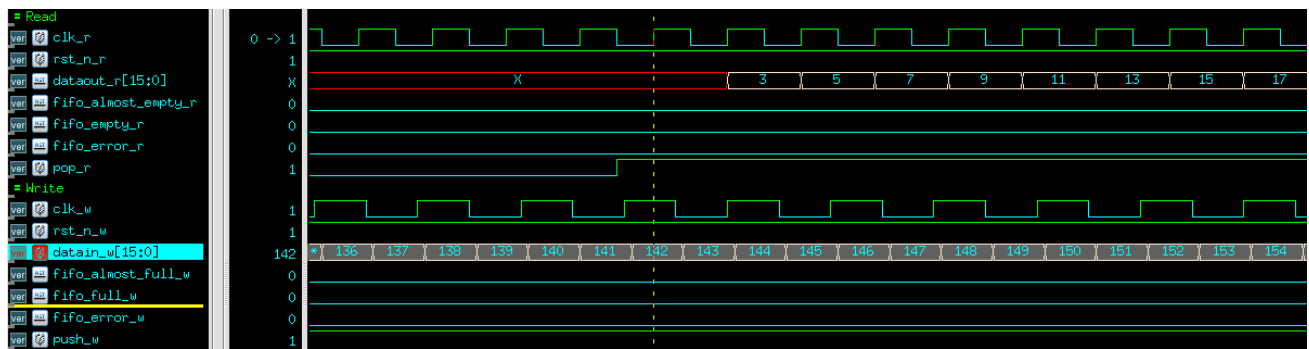 = Read
ver clk_r 0 -> 1
ver rst_n_r 1
ver dataout_r[15:0] X X 3 5 7 9 11 13 15 17
ver fifo_almost_empty_r 0
ver fifo_empty_r 0
ver fifo_error_r 0
ver pop_r 1
= Write
ver clk_w 1
ver rst_n_w 1
ver datain_w[15:0] 142 * 136 137 138 139 140 141 142 143 144 145 146 147 148 149 150 151 152 153 154
ver fifo_almost_full_w 0
ver fifo_full_w 0
ver fifo_error_w 0
ver push_w 1